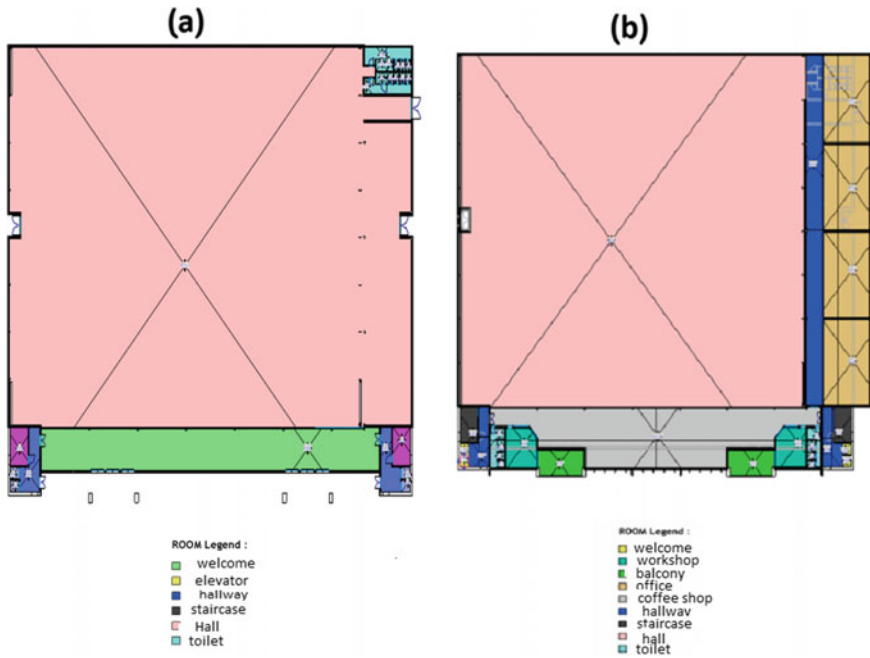 (a)
(b)
ROOM Legend :
welcome
elevator
hallway
staircase
Hall
toilet
ROOM Legend :
welcome
workshop
balcony
office
coffee shop
hallway
staircase
hall
toilet